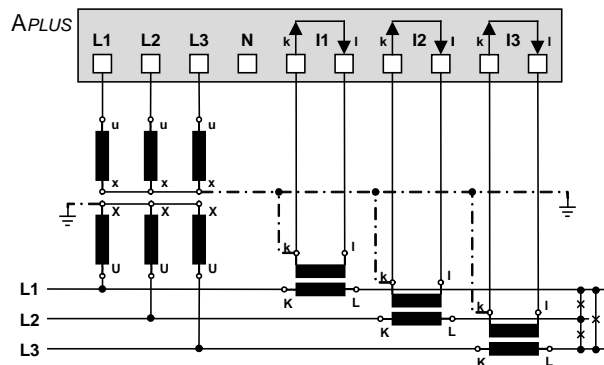 APLUS L1 L2 L3 N I1 I2 I3
k l k l k l
u u u
x x x
X X X
k l
U U U
k l
L1 K L
k l
L2 K L
L3 K L